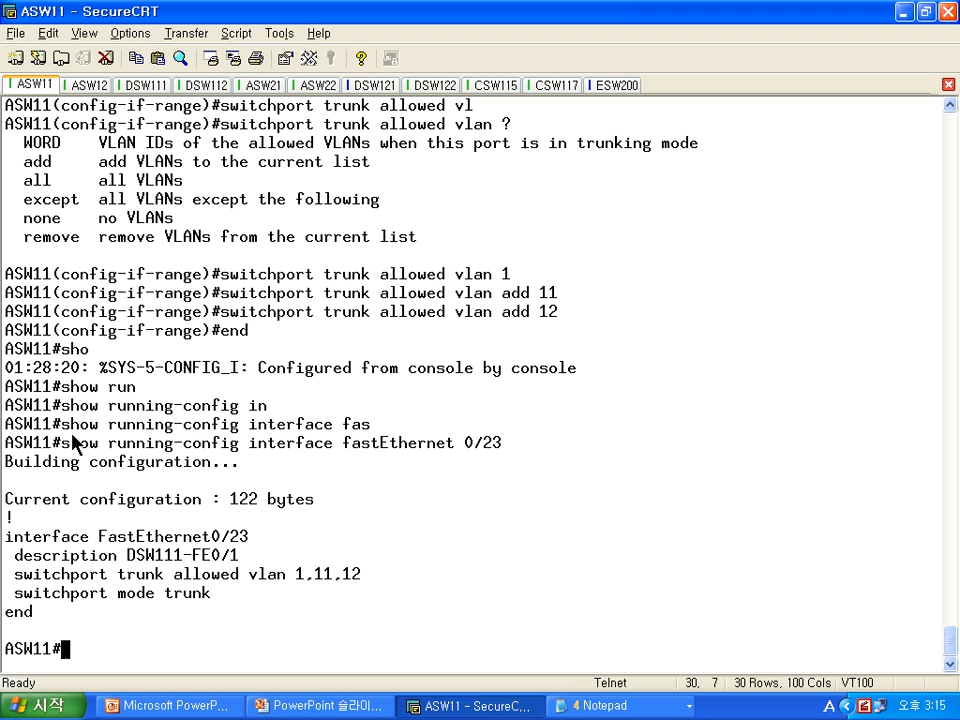 ASW11 - SecureCRT
File Edit View Options Transfer Script Tools Help
ASW11 ASW12 DSW111 DSW112 ASW21 ASW22 DSW121 DSW122 CSW115 CSW117 ESW200
ASW11(config-if-range)#switchport trunk allowed vl
ASW11(config-if-range)#switchport trunk allowed vlan ?
WORD VLAN IDs of the allowed VLANs when this port is in trunking mode
add add VLANs to the current list
all all VLANs
except all VLANs except the following
none no VLANs
remove remove VLANs from the current list
ASW11(config-if-range)#switchport trunk allowed vlan 1
ASW11(config-if-range)#switchport trunk allowed vlan add 11
ASW11(config-if-range)#switchport trunk allowed vlan add 12
ASW11(config-if-range)#end
ASW11#sho
01:28:20: %SYS-5-CONFIG_I: Configured from console by console
ASW11#show run
ASW11#show running-config in
ASW11#show running-config interface fas
ASW11#show running-config interface fastEthernet 0/23
Building configuration...
Current configuration : 122 bytes
!
interface FastEthernet0/23
description DSW111-FE0/1
switchport trunk allowed vlan 1,11,12
switchport mode trunk
end
ASW11#
Ready Telnet 30, 7 30 Rows, 100 Cols VT100
시작 Microsoft PowerP... PowerPoint 슬라이... ASW11 - SecureC... 4 Notepad A 오후 3:15